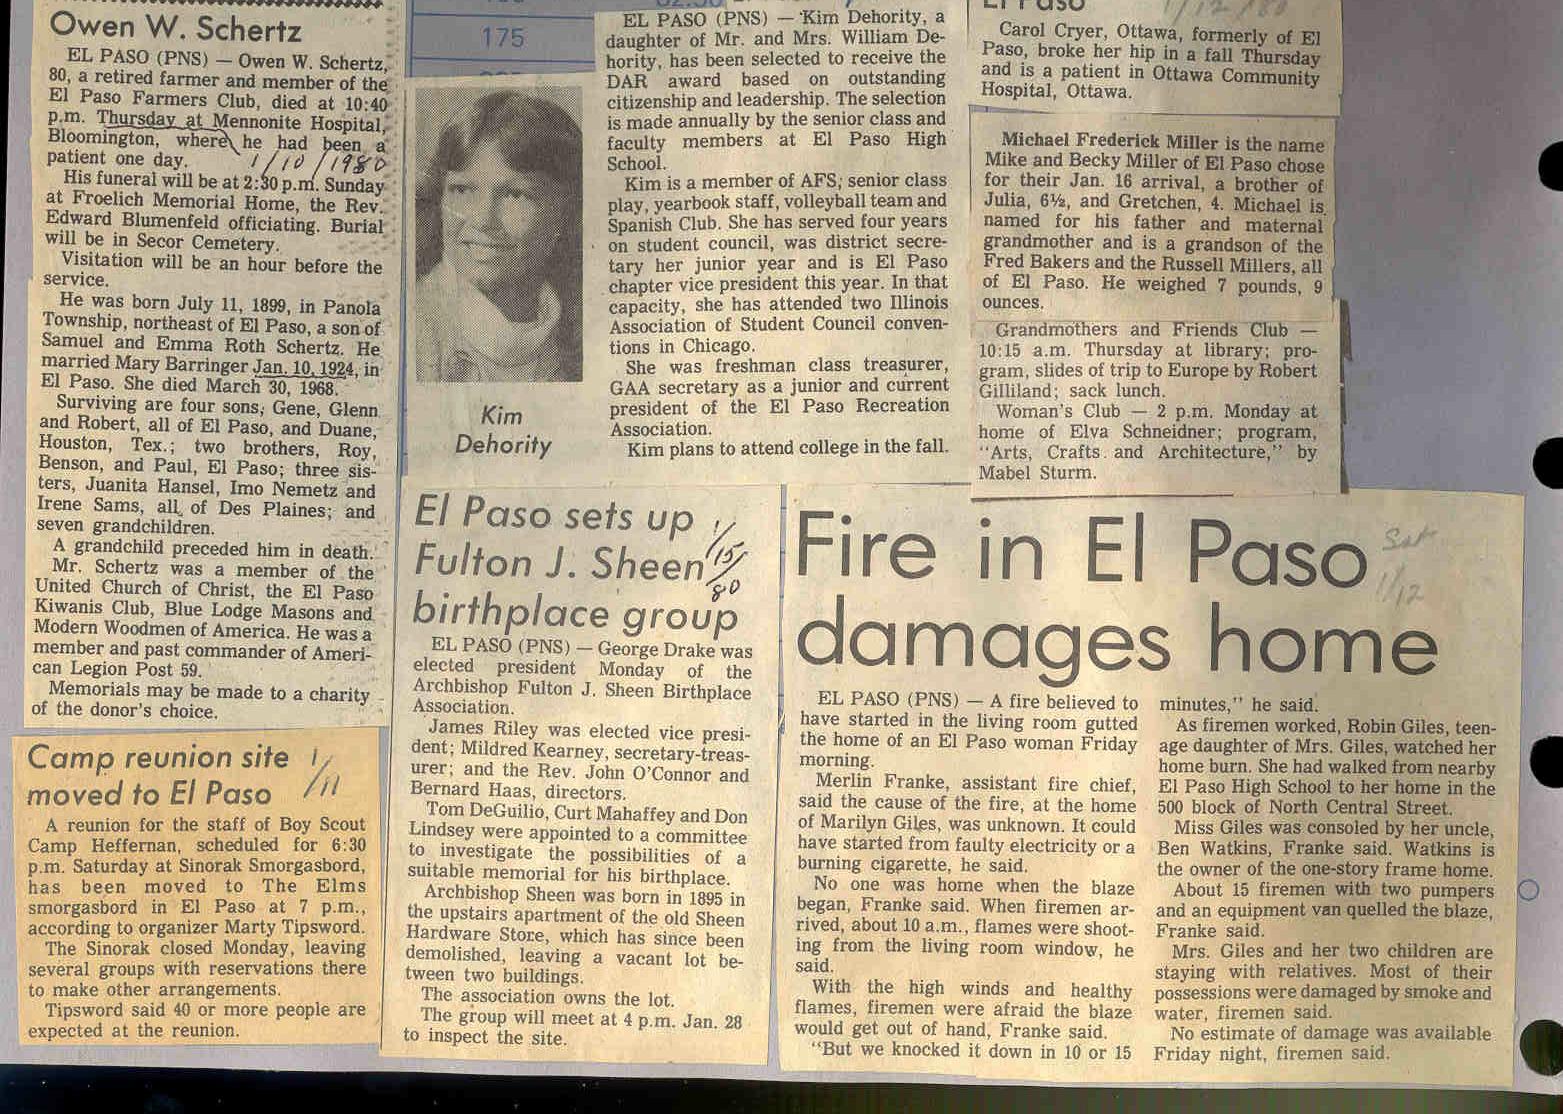 Owen W. Schertz
EL PASO (PNS) — Owen W. Schertz,
80, a retired farmer and member of the
El Paso Farmers Club, died at 10:40
p.m. Thursday at Mennonite Hospital,
Bloomington, where he had been a
patient one day.
1/10/1980
His funeral will be at 2:30 p.m. Sunday
at Froelich Memorial Home, the Rev.
Edward Blumenfeld officiating. Burial
will be in Secor Cemetery.
Visitation will be an hour before the
service.
He was born July 11, 1899, in Panola
Township, northeast of El Paso, a son of
Samuel and Emma Roth Schertz. He
married Mary Barringer Jan. 10, 1924, in
El Paso. She died March 30, 1968.
Surviving are four sons, Gene, Glenn
and Robert, all of El Paso, and Duane,
Houston, Tex.; two brothers, Roy,
Benson, and Paul, El Paso; three sis-
ters, Juanita Hansel, Imo Nemetz and
Irene Sams, all of Des Plaines; and
seven grandchildren.
A grandchild preceded him in death.
Mr. Schertz was a member of the
United Church of Christ, the El Paso
Kiwanis Club, Blue Lodge Masons and
Modern Woodmen of America. He was a
member and past commander of Ameri-
can Legion Post 59.
Memorials may be made to a charity
of the donor's choice.
Camp reunion site
moved to El Paso
1/11
A reunion for the staff of Boy Scout
Camp Heffernan, scheduled for 6:30
p.m. Saturday at Sinorak Smorgasbord,
has been moved to The Elms
smorgasbord in El Paso at 7 p.m.,
according to organizer Marty Tipsword.
The Sinorak closed Monday, leaving
several groups with reservations there
to make other arrangements.
Tipsword said 40 or more people are
expected at the reunion.
175
Kim
Dehority
EL PASO (PNS) — Kim Dehority, a
daughter of Mr. and Mrs. William De-
hority, has been selected to receive the
DAR award based on outstanding
citizenship and leadership. The selection
is made annually by the senior class and
faculty members at El Paso High
School.
Kim is a member of AFS, senior class
play, yearbook staff, volleyball team and
Spanish Club. She has served four years
on student council, was district secre-
tary her junior year and is El Paso
chapter vice president this year. In that
capacity, she has attended two Illinois
Association of Student Council conven-
tions in Chicago.
She was freshman class treasurer,
GAA secretary as a junior and current
president of the El Paso Recreation
Association.
Kim plans to attend college in the fall.
El Paso sets up
Fulton J. Sheen
birthplace group
1/15/80
EL PASO (PNS) — George Drake was
elected president Monday of the
Archbishop Fulton J. Sheen Birthplace
Association.
James Riley was elected vice presi-
dent; Mildred Kearney, secretary-treas-
urer; and the Rev. John O'Connor and
Bernard Haas, directors.
Tom DeGuilio, Curt Mahaffey and Don
Lindsey were appointed to a committee
to investigate the possibilities of a
suitable memorial for his birthplace.
Archbishop Sheen was born in 1895 in
the upstairs apartment of the old Sheen
Hardware Store, which has since been
demolished, leaving a vacant lot be-
tween two buildings.
The association owns the lot.
The group will meet at 4 p.m. Jan. 28
to inspect the site.
El Paso
1/12/80
Carol Cryer, Ottawa, formerly of El
Paso, broke her hip in a fall Thursday
and is a patient in Ottawa Community
Hospital, Ottawa.
Michael Frederick Miller is the name
Mike and Becky Miller of El Paso chose
for their Jan. 16 arrival, a brother of
Julia, 6½, and Gretchen, 4. Michael is
named for his father and maternal
grandmother and is a grandson of the
Fred Bakers and the Russell Millers, all
of El Paso. He weighed 7 pounds, 9
ounces.
Grandmothers and Friends Club —
10:15 a.m. Thursday at library; pro-
gram, slides of trip to Europe by Robert
Gilliland; sack lunch.
Woman's Club — 2 p.m. Monday at
home of Elva Schneidner; program,
"Arts, Crafts and Architecture," by
Mabel Sturm.
Fire in El Paso
damages home
Sat
1/12
EL PASO (PNS) — A fire believed to
have started in the living room gutted
the home of an El Paso woman Friday
morning.
Merlin Franke, assistant fire chief,
said the cause of the fire, at the home
of Marilyn Giles, was unknown. It could
have started from faulty electricity or a
burning cigarette, he said.
No one was home when the blaze
began, Franke said. When firemen ar-
rived, about 10 a.m., flames were shoot-
ing from the living room window, he
said.
With the high winds and healthy
flames, firemen were afraid the blaze
would get out of hand, Franke said.
"But we knocked it down in 10 or 15
minutes," he said.
As firemen worked, Robin Giles, teen-
age daughter of Mrs. Giles, watched her
home burn. She had walked from nearby
El Paso High School to her home in the
500 block of North Central Street.
Miss Giles was consoled by her uncle,
Ben Watkins, Franke said. Watkins is
the owner of the one-story frame home.
About 15 firemen with two pumpers
and an equipment van quelled the blaze,
Franke said.
Mrs. Giles and her two children are
staying with relatives. Most of their
possessions were damaged by smoke and
water, firemen said.
No estimate of damage was available
Friday night, firemen said.